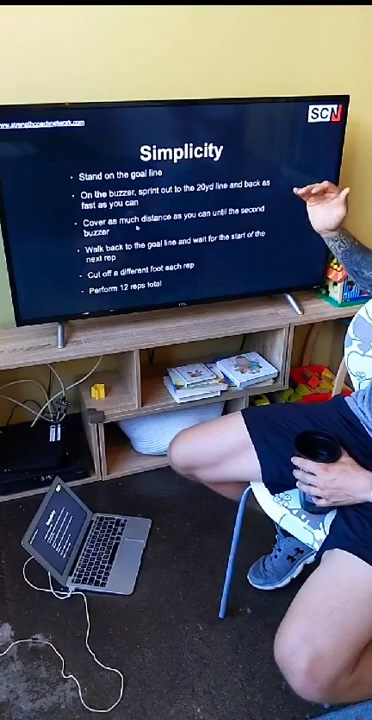 www.strengthcoachnetwork.com
SCN
Simplicity
· Stand on the goal line
· On the buzzer, sprint out to the 20yd line and back as
fast as you can
· Cover as much distance as you can until the second
buzzer
· Walk back to the goal line and wait for the start of the
next rep
· Cut off a different foot each rep
· Perform 12 reps total
TCL
Simplicity